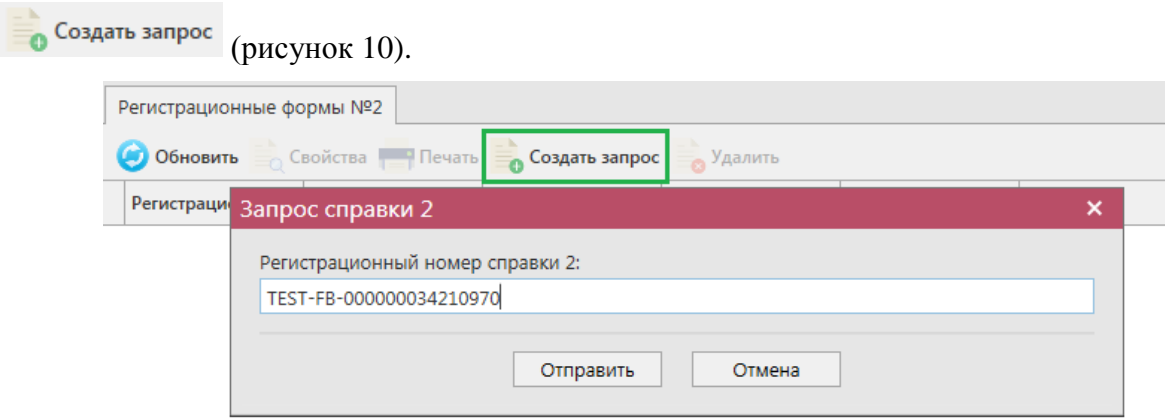 Создать запрос (рисунок 10).
Регистрационные формы №2
Обновить Свойства Печать Создать запрос Удалить
Регистраци
Запрос справки 2
Регистрационный номер справки 2:
TEST-FB-000000034210970
Отправить Отмена